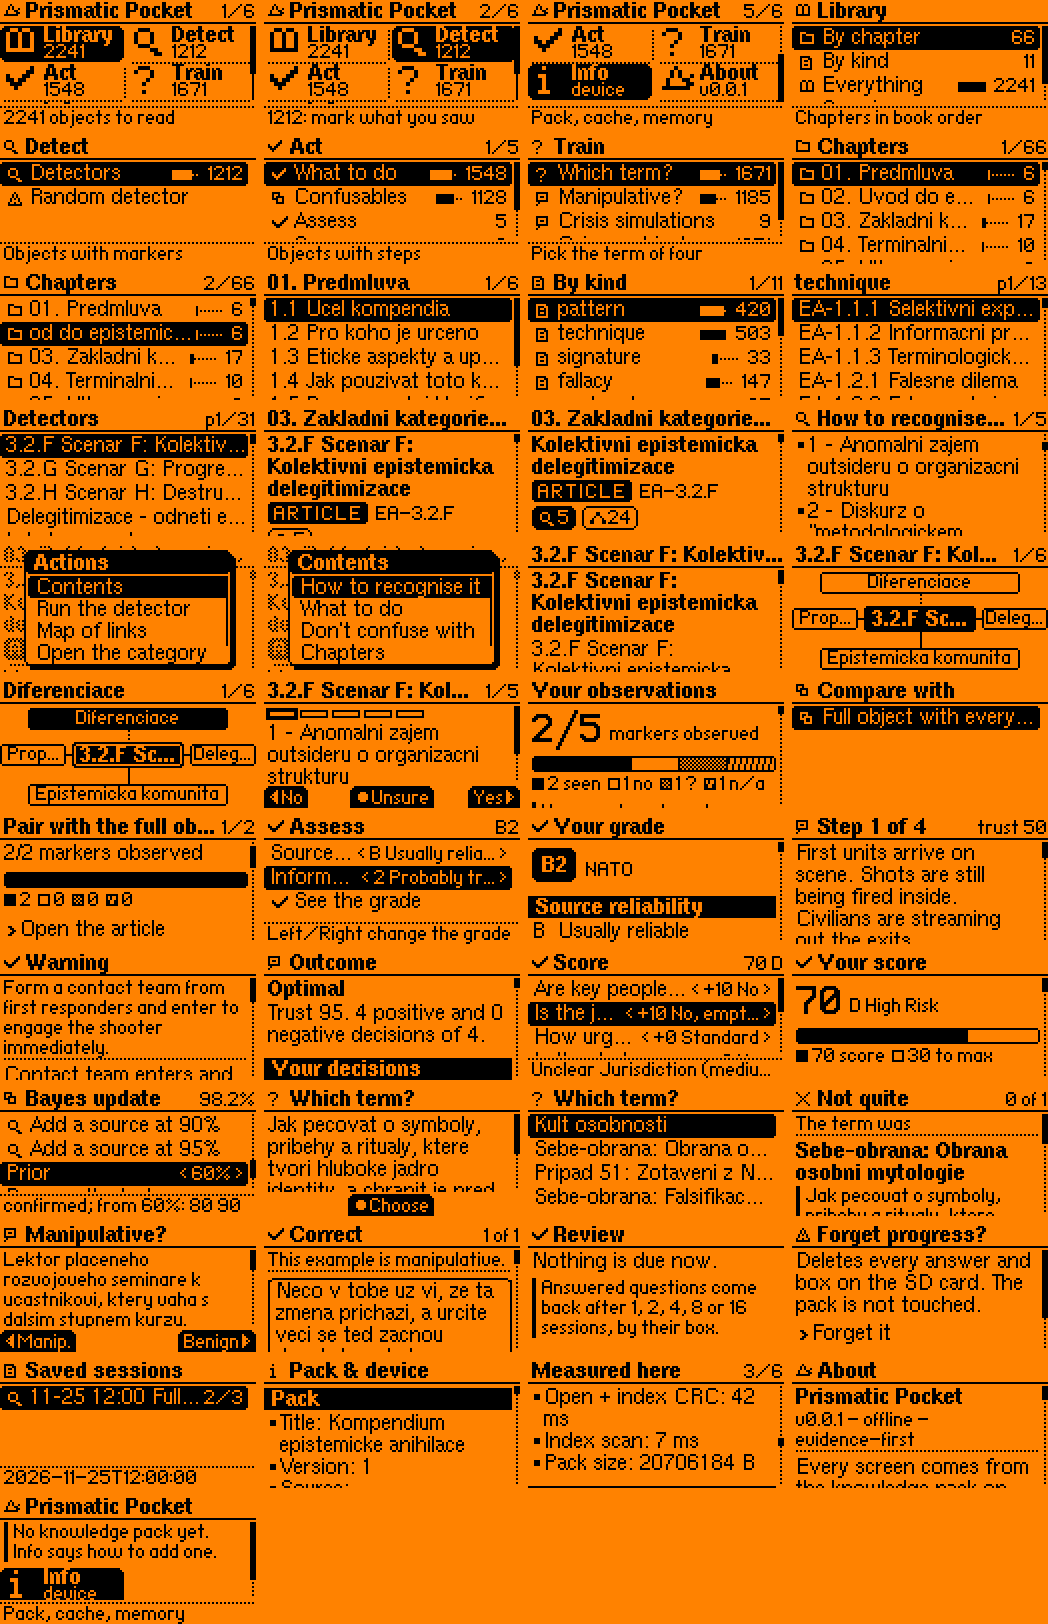 Prismatic Pocket 1/6
Library
2241
Detect
1212
Act
1548
Train
1671
2241 objects to read
Prismatic Pocket 2/6
Library
2241
Detect
1212
Act
1548
Train
1671
1212: mark what you saw
Prismatic Pocket 5/6
Act
1548
Train
1671
Info
device
About
v0.0.1
Pack, cache, memory
Library
By chapter 66
By kind 11
Everything 2241
Chapters in book order
Detect
Detectors 1212
Random detector
Objects with markers
Act 1/5
What to do 1548
Confusables 1128
Assess 5
Objects with steps
Train
Which term? 1671
Manipulative? 1185
Crisis simulations 9
Pick the term of four
Chapters 1/66
01. Predmluva 6
02. Uvod do e... 6
03. Zakladni k... 17
04. Terminalni... 10
Chapters 2/66
01. Predmluva 6
od do epistemic... 6
03. Zakladni k... 17
04. Terminalni... 10
01. Predmluva 1/6
1.1 Ucel kompendia
1.2 Pro koho je urceno
1.3 Eticke aspekty a up...
1.4 Jak pouzivat toto k...
By kind 1/11
pattern 420
technique 503
signature 33
fallacy 147
technique p1/13
EA-1.1.1 Selektivni exp...
EA-1.1.2 Informacni pr...
EA-1.1.3 Terminologick...
EA-1.2.1 Falesne dilema
Detectors p1/31
3.2.F Scenar F: Kolektiv...
3.2.G Scenar G: Progre...
3.2.H Scenar H: Destru...
Delegitimizace - odneti e...
03. Zakladni kategorie...
3.2.F Scenar F:
Kolektivni epistemicka
delegitimizace
ARTICLE EA-3.2.F
03. Zakladni kategorie...
Kolektivni epistemicka
delegitimizace
ARTICLE EA-3.2.F
5 24
How to recognise... 1/5
1 - Anomalni zajem
outsideru o organizacni
strukturu
2 - Diskurz o
"metodologickem
Actions
Contents
Run the detector
Map of links
Open the category
Contents
How to recognise it
What to do
Don't confuse with
Chapters
3.2.F Scenar F: Kolektiv...
3.2.F Scenar F:
Kolektivni epistemicka
delegitimizace
3.2.F Scenar F:
Kolektivni epistemicka
3.2.F Scenar F: Kol... 1/6
Diferenciace
Prop... 3.2.F Sc... Deleg...
Epistemicka komunita
Diferenciace 1/6
Diferenciace
Prop... 3.2.F Sc... Deleg...
Epistemicka komunita
3.2.F Scenar F: Kol... 1/5
1 - Anomalni zajem
outsideru o organizacni
strukturu
No Unsure Yes
Your observations
2/5 markers observed
2 seen 1 no 1 ? 1 n/a
Compare with
Full object with every...
Pair with the full ob... 1/2
2/2 markers observed
2 0 0 0
> Open the article
Assess B2
Source... < B Usually relia... >
Inform... < 2 Probably tr... >
See the grade
Left/Right change the grade
Your grade
B2 NATO
Source reliability
B Usually reliable
Step 1 of 4 trust 50
First units arrive on
scene. Shots are still
being fired inside.
Civilians are streaming
out the exits.
Warning
Form a contact team from
first responders and enter to
engage the shooter
immediately.
Contact team enters and
Outcome
Optimal
Trust 95. 4 positive and 0
negative decisions of 4.
Your decisions
Score 70 D
Are key people... < +10 No >
Is the j... < +10 No, empt... >
How urg... < +0 Standard >
Unclear Jurisdiction (mediu...
Your score
70 D High Risk
70 score 30 to max
Bayes update 98.2%
Add a source at 90%
Add a source at 95%
Prior < 60% >
confirmed; from 60%: 80 90
Which term?
Jak pecovat o symboly,
pribehy a ritualy, ktere
tvori hluboke jadro
identity, a chranit je pred
Choose
Which term?
Kult osobnosti
Sebe-obrana: Obrana o...
Pripad 51: Zotaveni z N...
Sebe-obrana: Falsifikac...
Not quite 0 of 1
The term was
Sebe-obrana: Obrana
osobni mytologie
Jak pecovat o symboly,
pribehy a ritualy, ktere
Manipulative?
Lektor placeneho
rozvojoveho seminare k
ucastnikovi, ktery vaha s
dalsim stupnem kurzu.
Manip. Benign
Correct 1 of 1
This example is manipulative.
Neco v tobe uz vi, ze ta
zmena prichazi, a urcite
veci se ted zacnou
Review
Nothing is due now.
Answered questions come
back after 1, 2, 4, 8 or 16
sessions, by their box.
Forget progress?
Deletes every answer and
box on the SD card. The
pack is not touched.
> Forget it
Saved sessions
11-25 12:00 Full... 2/3
2026-11-25T12:00:00
Pack & device
Pack
Title: Kompendium
epistemicke anihilace
Version: 1
Source:
Measured here 3/6
Open + index CRC: 42
ms
Index scan: 7 ms
Pack size: 20706184 B
About
Prismatic Pocket
v0.0.1 - offline -
evidence-first
Every screen comes from
the knowledge pack on
Prismatic Pocket
No knowledge pack yet.
Info says how to add one.
Info
device
Pack, cache, memory